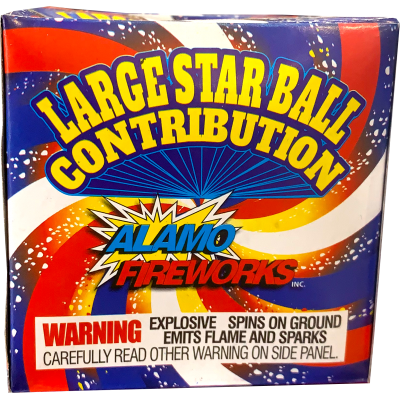 LARGE STAR BALL
CONTRIBUTION
ALAMO
FIREWORKS
INC.
WARNING EXPLOSIVE SPINS ON GROUND
EMITS FLAME AND SPARKS
CAREFULLY READ OTHER WARNING ON SIDE PANEL.